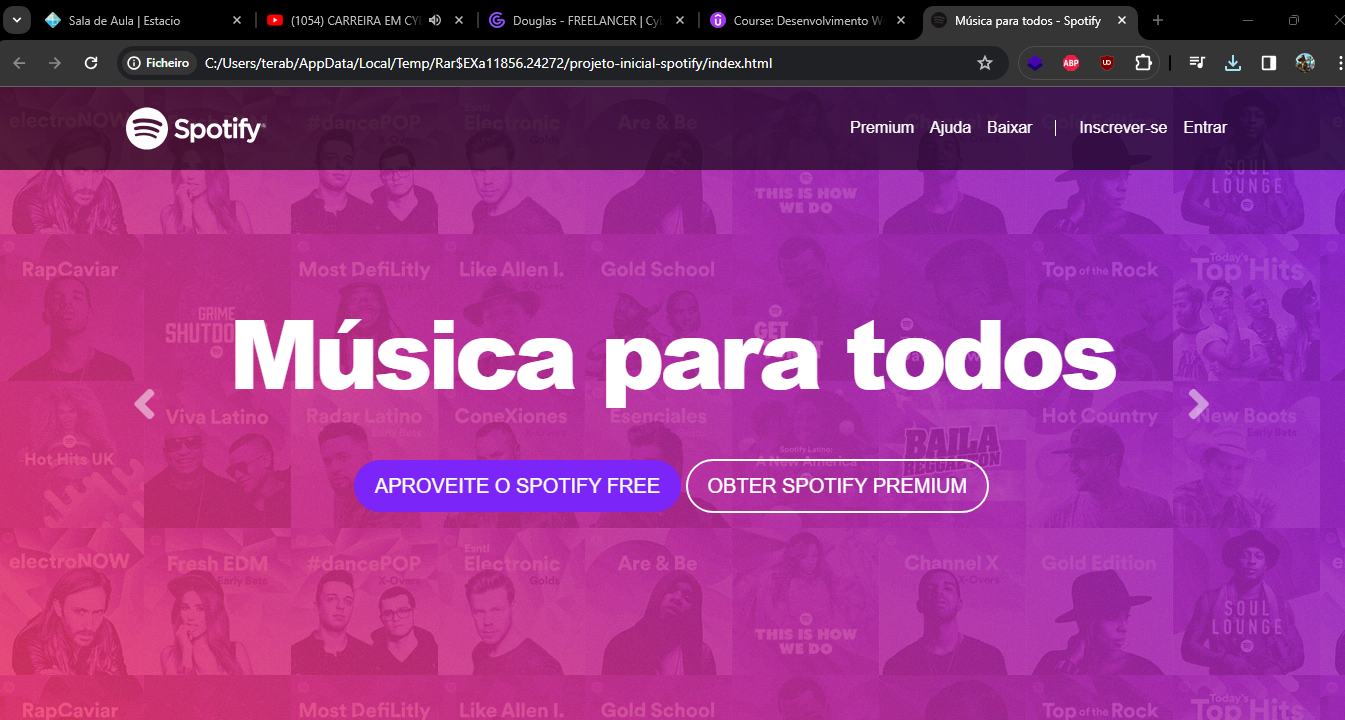 Sala de Aula | Estacio
(1054) CARREIRA EM CY
Douglas - FREELANCER | Cyb
Course: Desenvolvimento W
Música para todos - Spotify
Ficheiro
C:/Users/terab/AppData/Local/Temp/Rar$EXa11856.24272/projeto-inicial-spotify/index.html
ABP
Spotify
Premium Ajuda Baixar | Inscrever-se Entrar
electroNOW #dancePOP Esntl Electronic Golds Are & Be
THIS IS HOW WE DO
SOUL LOUNGE
RapCaviar
GRIME SHUTDO
Most DefiLitly
Like Allen I.
X-Overs
Gold School
GET
Top of the Rock
Today's Top Hits
Música para todos
Hot Hits UK
Viva Latino
Radar Latino
Early Bets
ConeXiones
Esenciales
Spotify Latino:
A New America
BAILA REGGAETON
Hot Country
New Boots
Early Bets
APROVEITE O SPOTIFY FREE
OBTER SPOTIFY PREMIUM
electroNOW
Fresh EDM
Early Bets
#dancePOP
X-Overs
Esntl
Electronic
Golds
Are & Be
THIS IS HOW WE DO
Channel X
X-Overs
Gold Edition
SOUL LOUNGE
RapCaviar
Most DefiLitly
Like Allen I.
Gold School
Top of the Rock
Today's
Top Hits